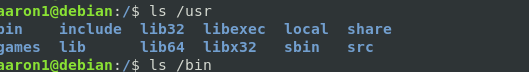 aaron1@debian:/$ ls /usr
bin include lib32 libexec local share
games lib lib64 libx32 sbin src
aaron1@debian:/$ ls /bin